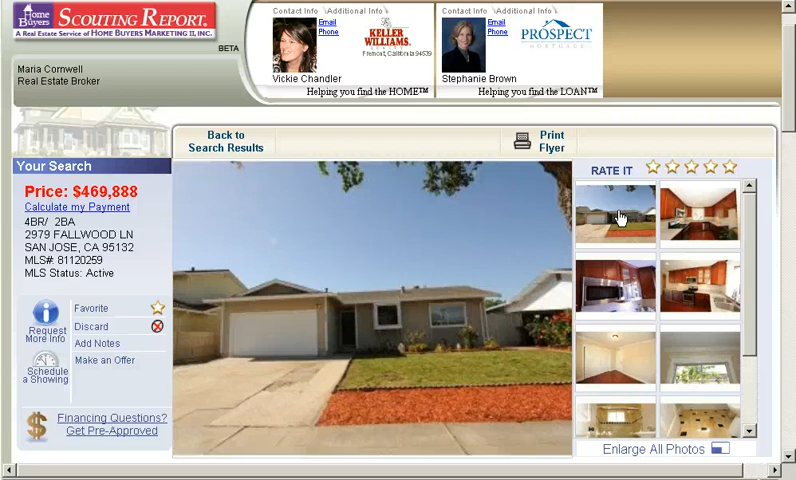 Home Buyers
SCOUTING REPORT®
A Real Estate Service of HOME BUYERS MARKETING II, INC.
BETA
Maria Cornwell
Real Estate Broker
Contact Info
Additional Info
Email
Phone
KELLER WILLIAMS
REALTY
Fremont, California 94539
Vickie Chandler
Helping you find the HOME™
Contact Info
Additional Info
Email
Phone
PROSPECT
MORTGAGE
Stephanie Brown
Helping you find the LOAN™
Back to
Search Results
Print
Flyer
Your Search
RATE IT
Price: $469,888
Calculate my Payment
4BR/ 2BA
2979 FALLWOOD LN
SAN JOSE, CA 95132
MLS#: 81120259
MLS Status: Active
Request
More Info
Schedule
a Showing
Favorite
Discard
Add Notes
Make an Offer
Financing Questions?
Get Pre-Approved
Enlarge All Photos